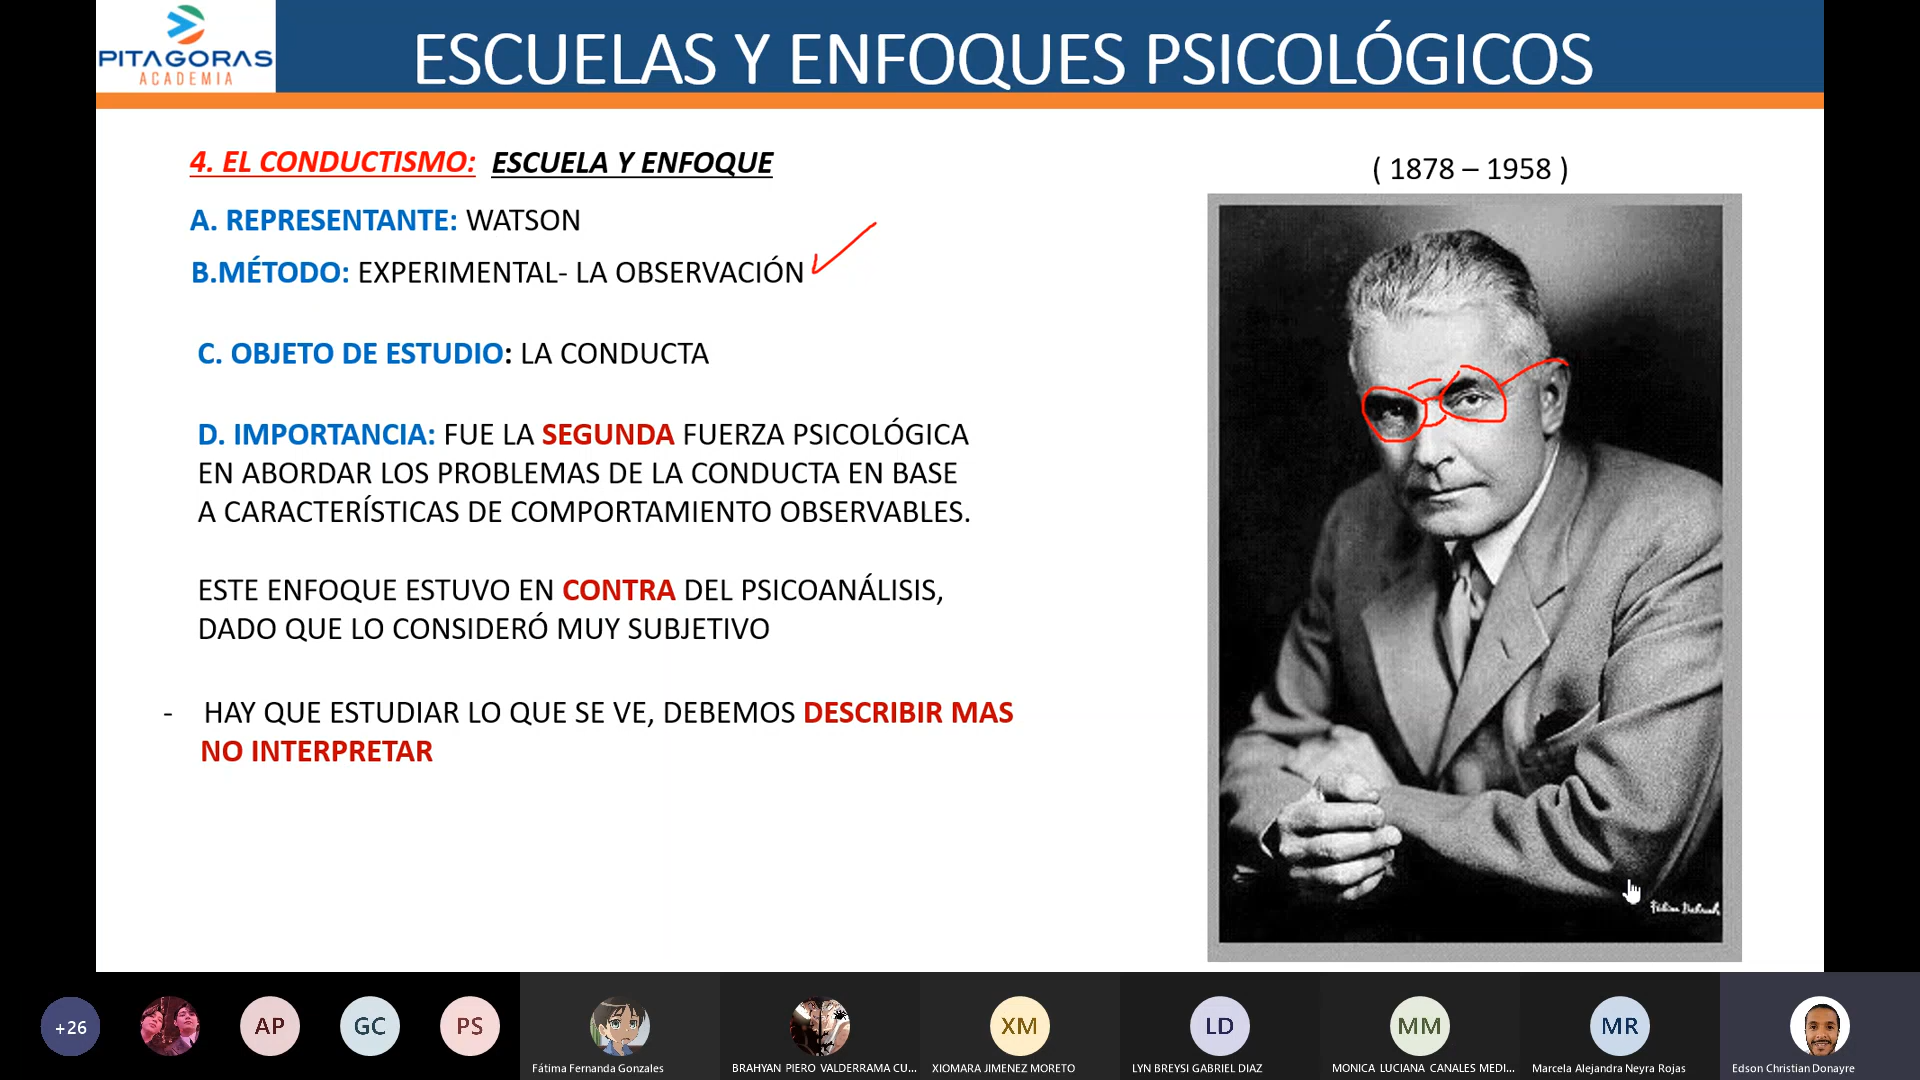 PITAGORAS
ACADEMIA
ESCUELAS Y ENFOQUES PSICOLÓGICOS
4. EL CONDUCTISMO: ESCUELA Y ENFOQUE
( 1878 – 1958 )
A. REPRESENTANTE: WATSON
B.MÉTODO: EXPERIMENTAL- LA OBSERVACIÓN
C. OBJETO DE ESTUDIO: LA CONDUCTA
D. IMPORTANCIA: FUE LA SEGUNDA FUERZA PSICOLÓGICA
EN ABORDAR LOS PROBLEMAS DE LA CONDUCTA EN BASE
A CARACTERÍSTICAS DE COMPORTAMIENTO OBSERVABLES.
ESTE ENFOQUE ESTUVO EN CONTRA DEL PSICOANÁLISIS,
DADO QUE LO CONSIDERÓ MUY SUBJETIVO
- HAY QUE ESTUDIAR LO QUE SE VE, DEBEMOS DESCRIBIR MAS
NO INTERPRETAR
+26
AP
GC
PS
XM
LD
MM
MR
Fátima Fernanda Gonzales
BRAHYAN PIERO VALDERRAMA CU...
XIOMARA JIMENEZ MORETO
LYN BREYSI GABRIEL DIAZ
MONICA LUCIANA CANALES MEDI...
Marcela Alejandra Neyra Rojas
Edson Christian Donayre